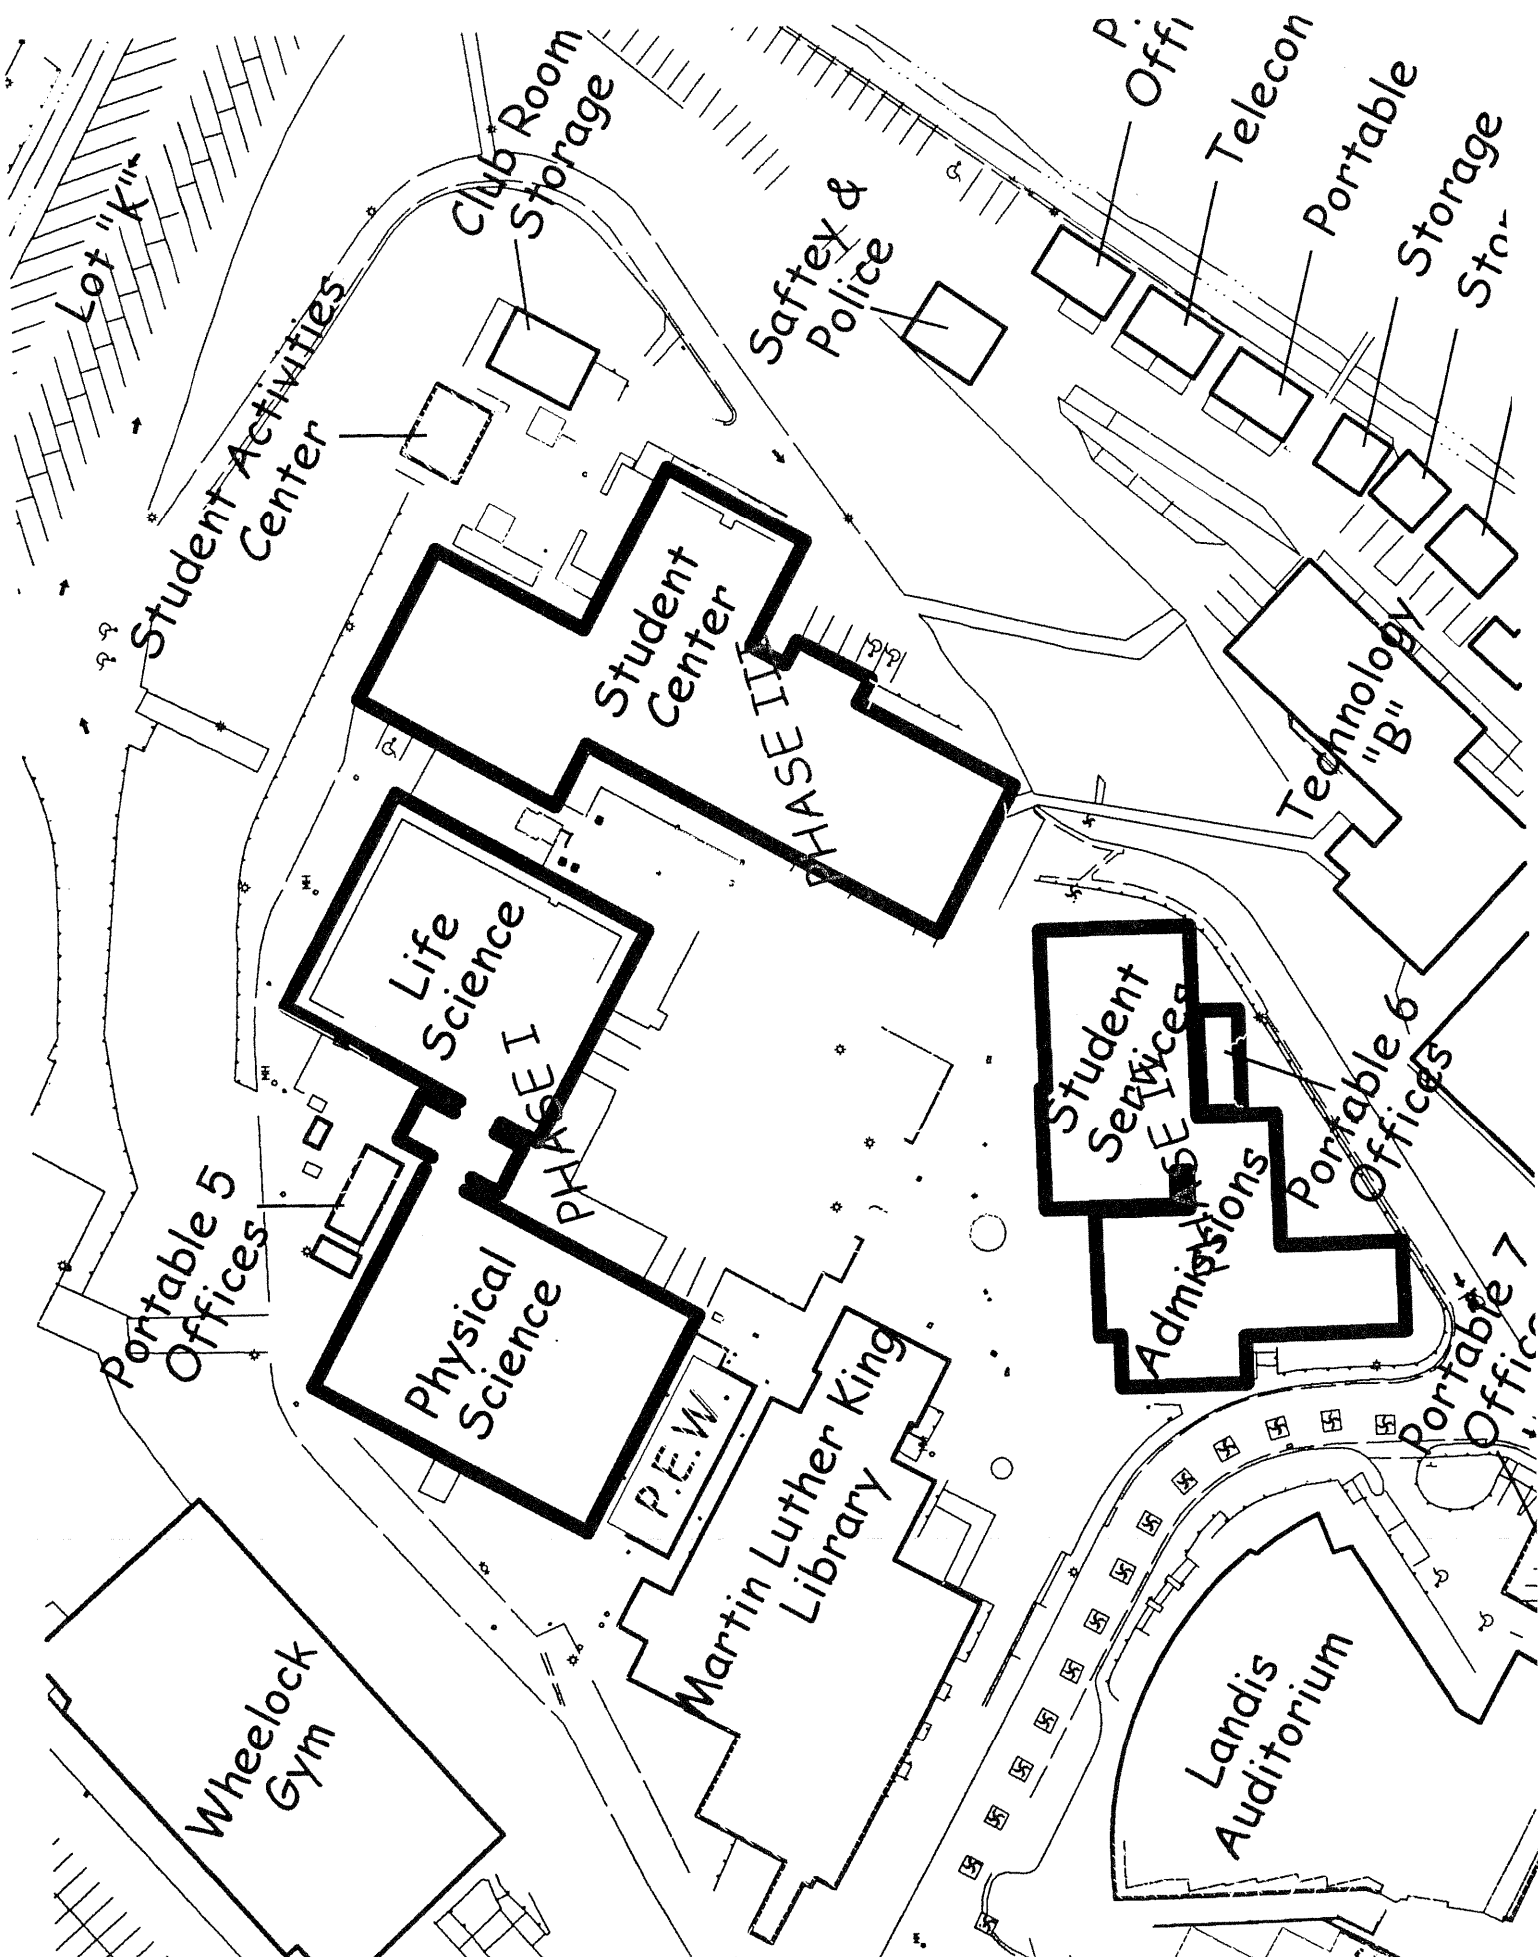 Lot "K"
Club Room
Storage
Offi
Telecon
Portable
Storage
Saftey &
Police
Student Activities
Center
Student
Center
PHASE III
Technology
"B"
Life
Science
PHASE I
Student
Services
Portable 6
Offices
Admissions
Portable 5
Offices
Physical
Science
P.E.W.
Martin Luther King
Library
Portable 7
Wheelock
Gym
Landis
Auditorium